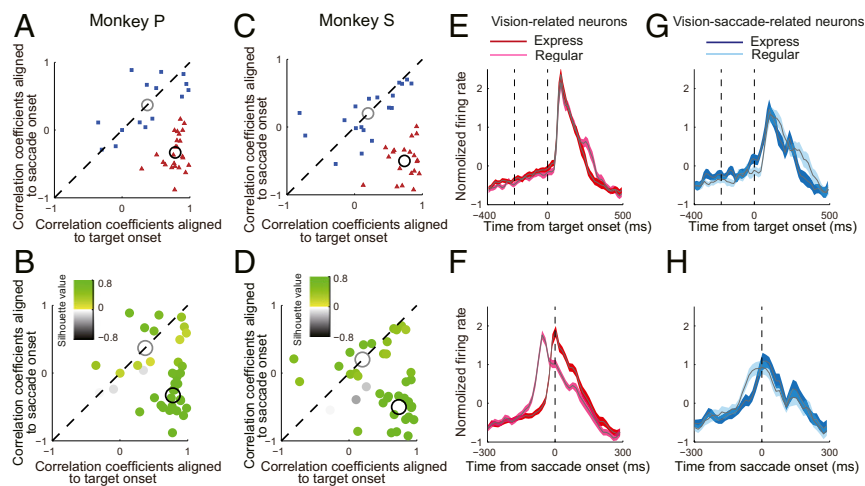 Monkey P
Monkey S
A
C
E
G
Vision-related neurons
Express
Regular
Vision-saccade-related neurons
Express
Regular
Correlation coefficients aligned
to saccade onset
1
0
−1
−1
0
1
Correlation coefficients aligned
to target onset
Correlation coefficients aligned
to saccade onset
1
0
−1
−1
0
1
Correlation coefficients aligned
to target onset
Normolized firing rate
2
1
0
−1
−400
0
500
Time from target onset (ms)
2
1
0
−1
−400
0
500
Time from target onset (ms)
B
D
F
H
Correlation coefficients aligned
to saccade onset
1
0
−1
−1
0
1
Silhouette value
0.8
0
−0.8
Correlation coefficients aligned
to target onset
Correlation coefficients aligned
to saccade onset
1
0
−1
−1
0
1
Silhouette value
0.8
0
−0.8
Correlation coefficients aligned
to target onset
Normolized firing rate
2
1
0
−1
−300
0
300
Time from saccade onset (ms)
2
1
0
−1
−300
0
300
Time from saccade onset (ms)